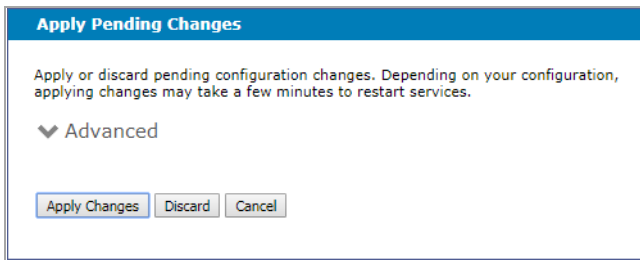 Apply Pending Changes
Apply or discard pending configuration changes. Depending on your configuration,
applying changes may take a few minutes to restart services.
Advanced
Apply Changes Discard Cancel